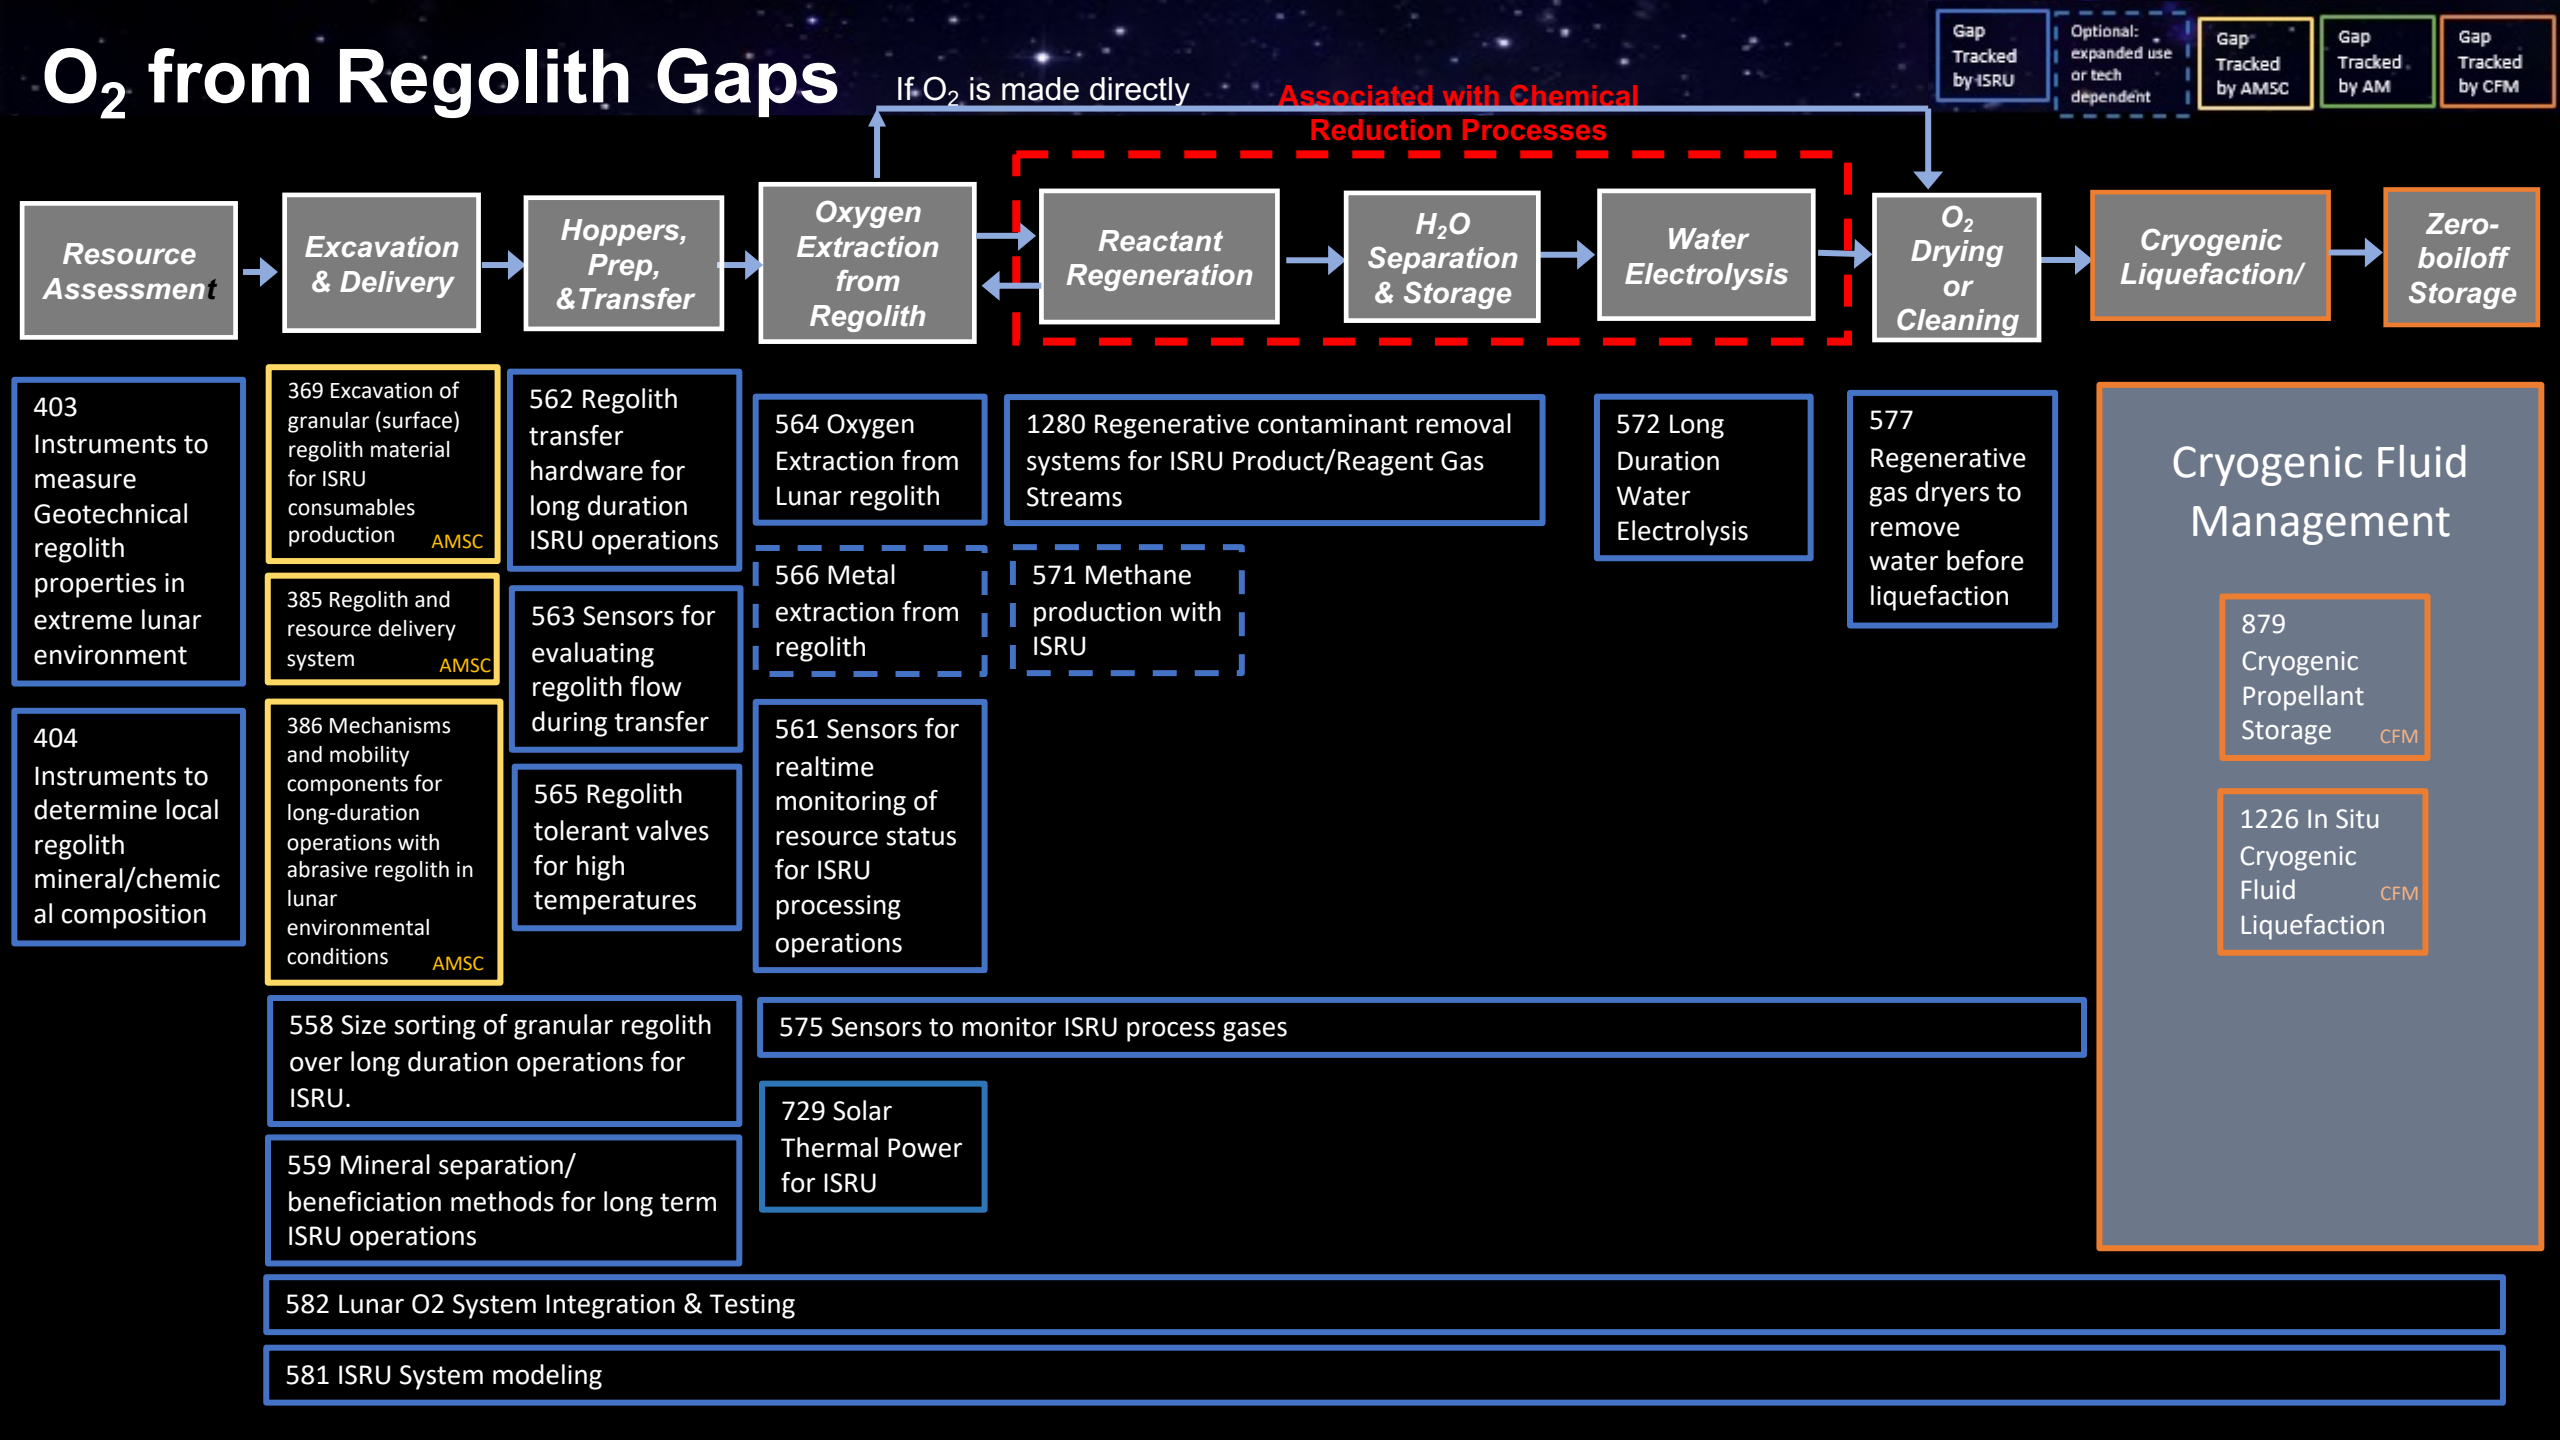 O2 from Regolith Gaps
If O2 is made directly
Associated with Chemical
Reduction Processes
Gap
Tracked
by ISRU
Optional:
expanded use
or tech
dependent
Gap
Tracked
by AMSC
Gap
Tracked
by AM
Gap
Tracked
by CFM
Resource
Assessment
Excavation
& Delivery
Hoppers,
Prep,
&Transfer
Oxygen
Extraction
from
Regolith
Reactant
Regeneration
H2O
Separation
& Storage
Water
Electrolysis
O2
Drying
or
Cleaning
Cryogenic
Liquefaction/
Zero-
boiloff
Storage
403
Instruments to
measure
Geotechnical
regolith
properties in
extreme lunar
environment
404
Instruments to
determine local
regolith
mineral/chemic
al composition
369 Excavation of
granular (surface)
regolith material
for ISRU
consumables
production
AMSC
385 Regolith and
resource delivery
system
AMSC
386 Mechanisms
and mobility
components for
long-duration
operations with
abrasive regolith in
lunar
environmental
conditions
AMSC
562 Regolith
transfer
hardware for
long duration
ISRU operations
563 Sensors for
evaluating
regolith flow
during transfer
565 Regolith
tolerant valves
for high
temperatures
558 Size sorting of granular regolith
over long duration operations for
ISRU.
559 Mineral separation/
beneficiation methods for long term
ISRU operations
564 Oxygen
Extraction from
Lunar regolith
566 Metal
extraction from
regolith
561 Sensors for
realtime
monitoring of
resource status
for ISRU
processing
operations
1280 Regenerative contaminant removal
systems for ISRU Product/Reagent Gas
Streams
571 Methane
production with
ISRU
572 Long
Duration
Water
Electrolysis
577
Regenerative
gas dryers to
remove
water before
liquefaction
575 Sensors to monitor ISRU process gases
729 Solar
Thermal Power
for ISRU
Cryogenic Fluid
Management
879
Cryogenic
Propellant
Storage
CFM
1226 In Situ
Cryogenic
Fluid
Liquefaction
CFM
582 Lunar O2 System Integration & Testing
581 ISRU System modeling